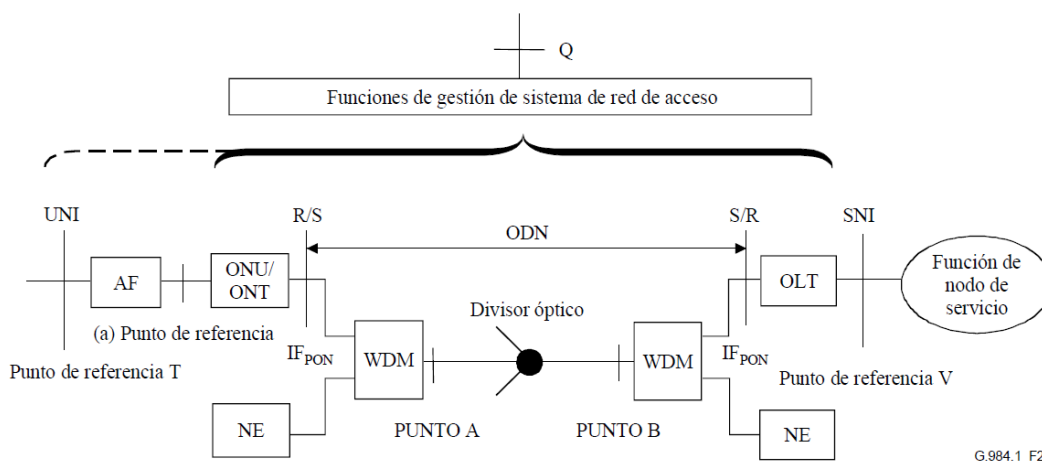 Q
Funciones de gestión de sistema de red de acceso
UNI
R/S
S/R
SNI
ODN
AF
ONU/
ONT
OLT
Función de
nodo de
servicio
(a) Punto de referencia
Divisor óptico
Punto de referencia T
IFPON
WDM
WDM
IFPON
Punto de referencia V
NE
PUNTO A
PUNTO B
NE
G.984.1_F2